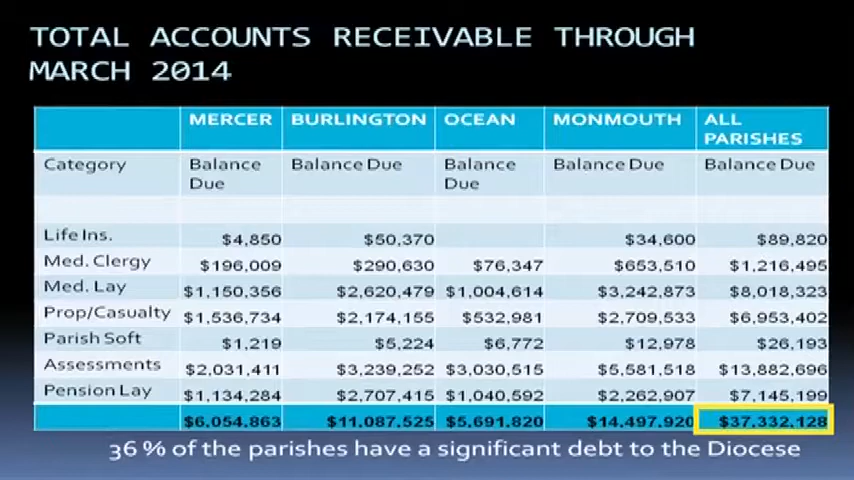 TOTAL ACCOUNTS RECEIVABLE THROUGH
MARCH 2014
MERCER BURLINGTON OCEAN MONMOUTH ALL PARISHES
Category Balance Due Balance Due Balance Due Balance Due Balance Due
Life Ins. $4,850 $50,370 $34,600 $89,820
Med. Clergy $196,009 $290,630 $76,347 $653,510 $1,216,495
Med. Lay $1,150,356 $2,620,479 $1,004,614 $3,242,873 $8,018,323
Prop/Casualty $1,536,734 $2,174,155 $532,981 $2,709,533 $6,953,402
Parish Soft $1,219 $5,224 $6,772 $12,978 $26,193
Assessments $2,031,411 $3,239,252 $3,030,515 $5,581,518 $13,882,696
Pension Lay $1,134,284 $2,707,415 $1,040,592 $2,262,907 $7,145,199
$6,054,863 $11,087,525 $5,691,820 $14,497,920 $37,332,128
36 % of the parishes have a significant debt to the Diocese